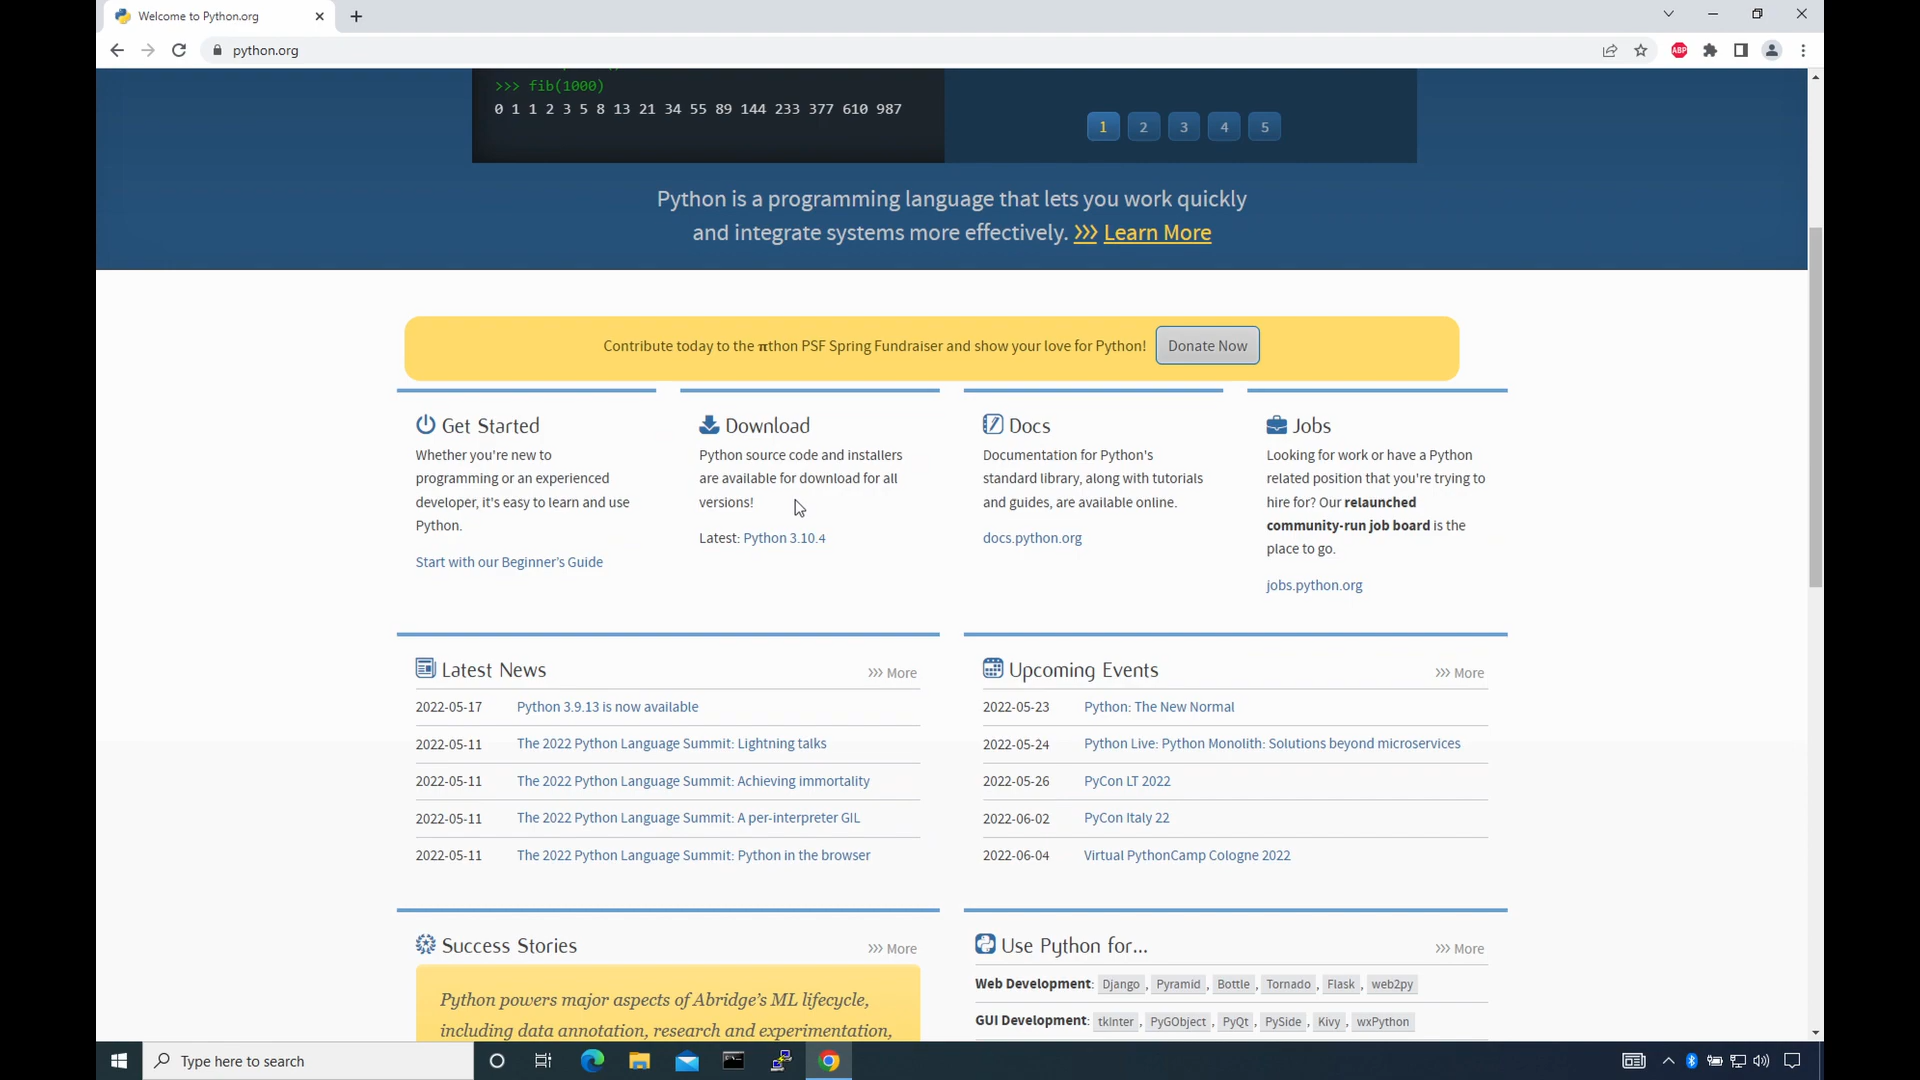 Welcome to Python.org
python.org
ABP
>>> fib(1000)
0 1 1 2 3 5 8 13 21 34 55 89 144 233 377 610 987
1 2 3 4 5
Python is a programming language that lets you work quickly
and integrate systems more effectively. >>> Learn More
Contribute today to the πthon PSF Spring Fundraiser and show your love for Python! Donate Now
Get Started
Whether you're new to
programming or an experienced
developer, it's easy to learn and use
Python.
Start with our Beginner’s Guide
Download
Python source code and installers
are available for download for all
versions!
Latest: Python 3.10.4
Docs
Documentation for Python's
standard library, along with tutorials
and guides, are available online.
docs.python.org
Jobs
Looking for work or have a Python
related position that you're trying to
hire for? Our relaunched
community-run job board is the
place to go.
jobs.python.org
Latest News
>>> More
2022-05-17 Python 3.9.13 is now available
2022-05-11 The 2022 Python Language Summit: Lightning talks
2022-05-11 The 2022 Python Language Summit: Achieving immortality
2022-05-11 The 2022 Python Language Summit: A per-interpreter GIL
2022-05-11 The 2022 Python Language Summit: Python in the browser
Upcoming Events
>>> More
2022-05-23 Python: The New Normal
2022-05-24 Python Live: Python Monolith: Solutions beyond microservices
2022-05-26 PyCon LT 2022
2022-06-02 PyCon Italy 22
2022-06-04 Virtual PythonCamp Cologne 2022
Success Stories
>>> More
Python powers major aspects of Abridge’s ML lifecycle,
including data annotation, research and experimentation,
Use Python for...
>>> More
Web Development: Django , Pyramid , Bottle , Tornado , Flask , web2py
GUI Development: tkInter , PyGObject , PyQt , PySide , Kivy , wxPython
Type here to search